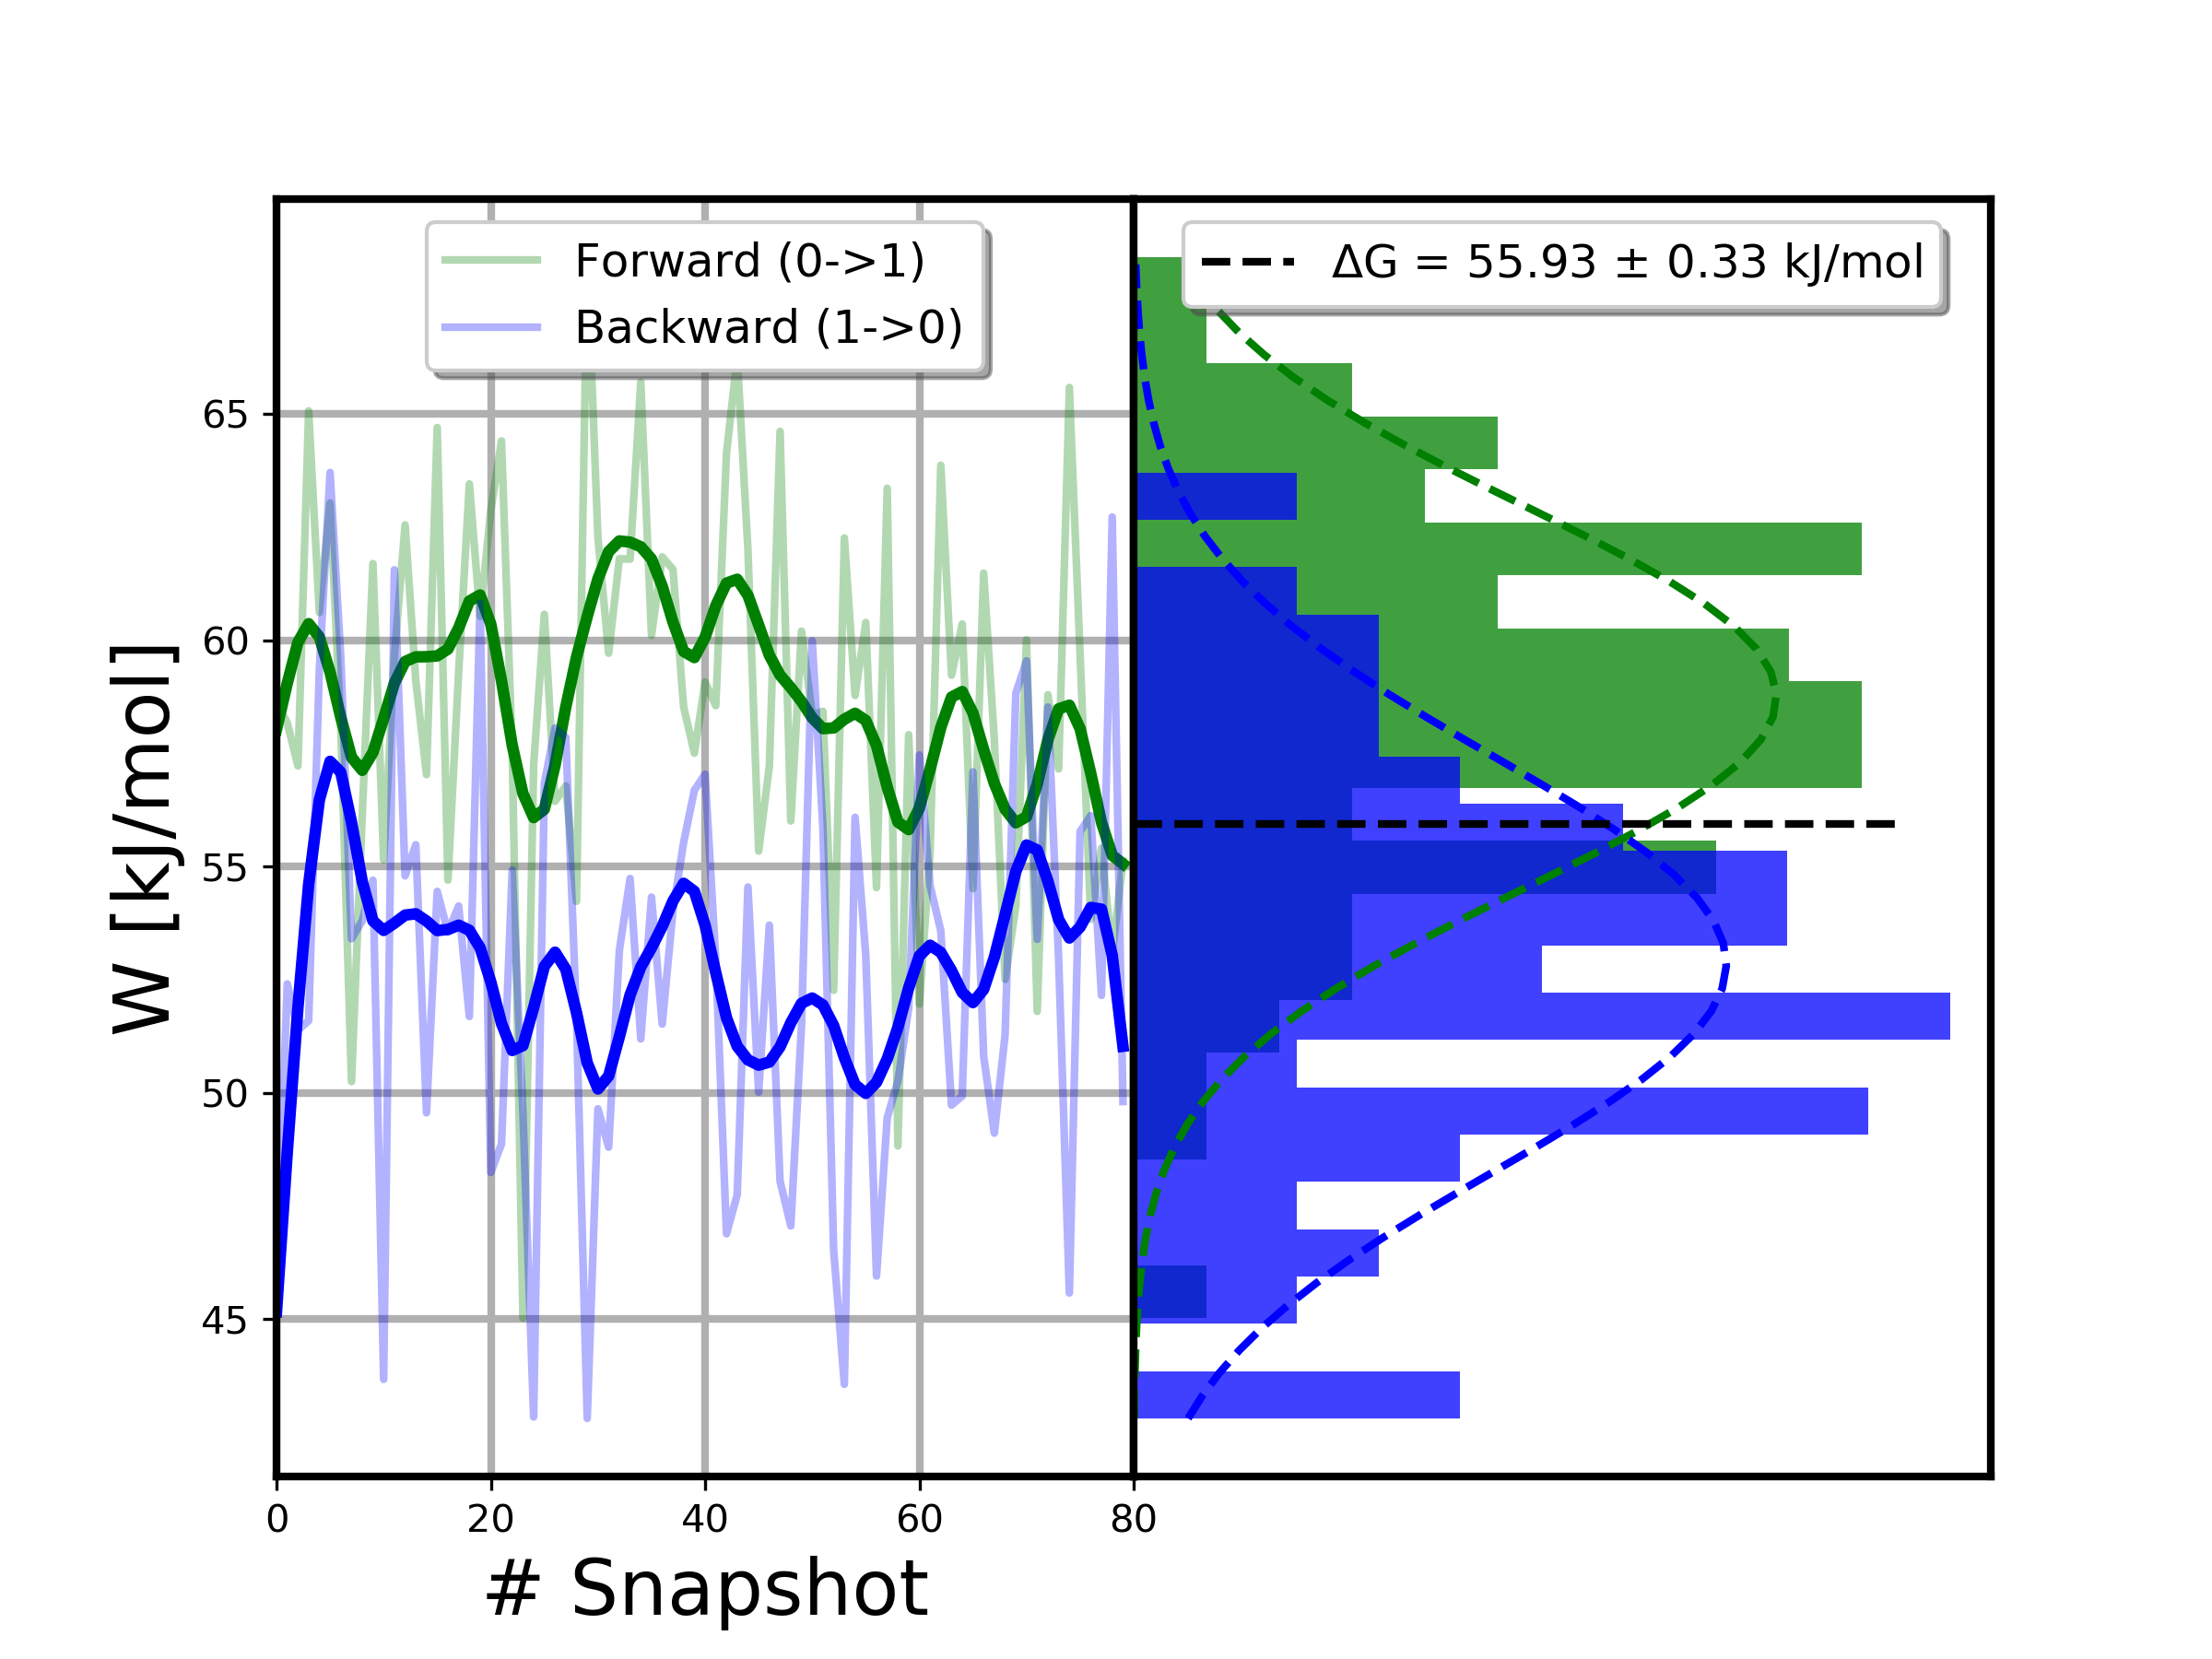 Forward (0->1)
Backward (1->0)
ΔG = 55.93 ± 0.33 kJ/mol
W [kJ/mol]
65
60
55
50
45
0 20 40 60 80
# Snapshot